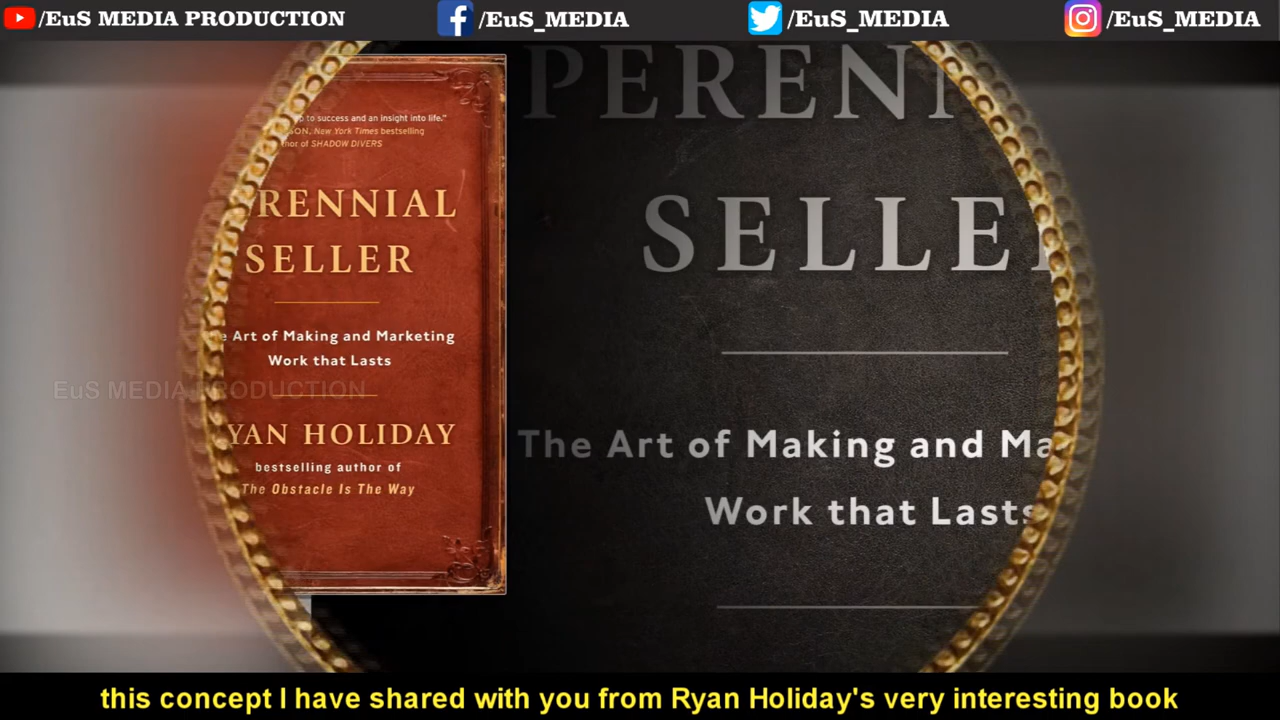 /EuS MEDIA PRODUCTION
/EuS_MEDIA
/EuS_MEDIA
/EuS_MEDIA
to success and an insight into life."
New York Times bestselling
of SHADOW DIVERS
RENNIAL
SELLER
Art of Making and Marketing
Work that Lasts
YAN HOLIDAY
bestselling author of
The Obstacle Is The Way
PERENN
SELLE
The Art of Making and Ma
Work that Lasts
EuS MEDIA PRODUCTION
this concept I have shared with you from Ryan Holiday's very interesting book